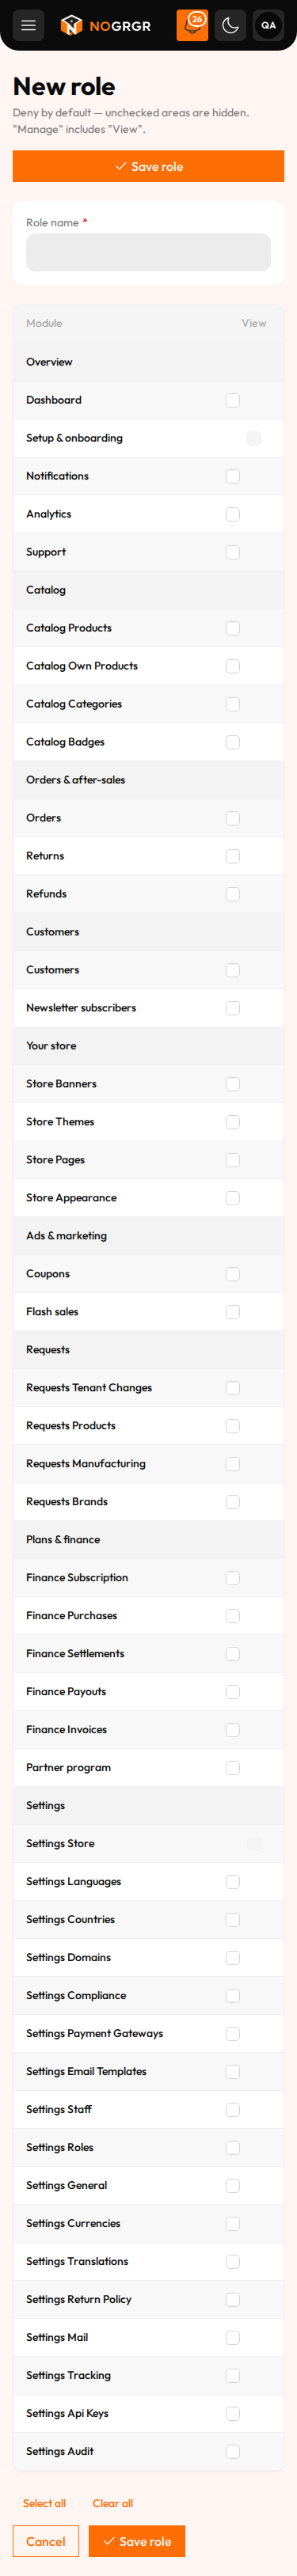 NOGRGR
26
QA
New role
Deny by default — unchecked areas are hidden.
"Manage" includes "View".
Save role
Role name *
Module View
Overview
Dashboard
Setup & onboarding
Notifications
Analytics
Support
Catalog
Catalog Products
Catalog Own Products
Catalog Categories
Catalog Badges
Orders & after-sales
Orders
Returns
Refunds
Customers
Customers
Newsletter subscribers
Your store
Store Banners
Store Themes
Store Pages
Store Appearance
Ads & marketing
Coupons
Flash sales
Requests
Requests Tenant Changes
Requests Products
Requests Manufacturing
Requests Brands
Plans & finance
Finance Subscription
Finance Purchases
Finance Settlements
Finance Payouts
Finance Invoices
Partner program
Settings
Settings Store
Settings Languages
Settings Countries
Settings Domains
Settings Compliance
Settings Payment Gateways
Settings Email Templates
Settings Staff
Settings Roles
Settings General
Settings Currencies
Settings Translations
Settings Return Policy
Settings Mail
Settings Tracking
Settings Api Keys
Settings Audit
Select all Clear all
Cancel Save role